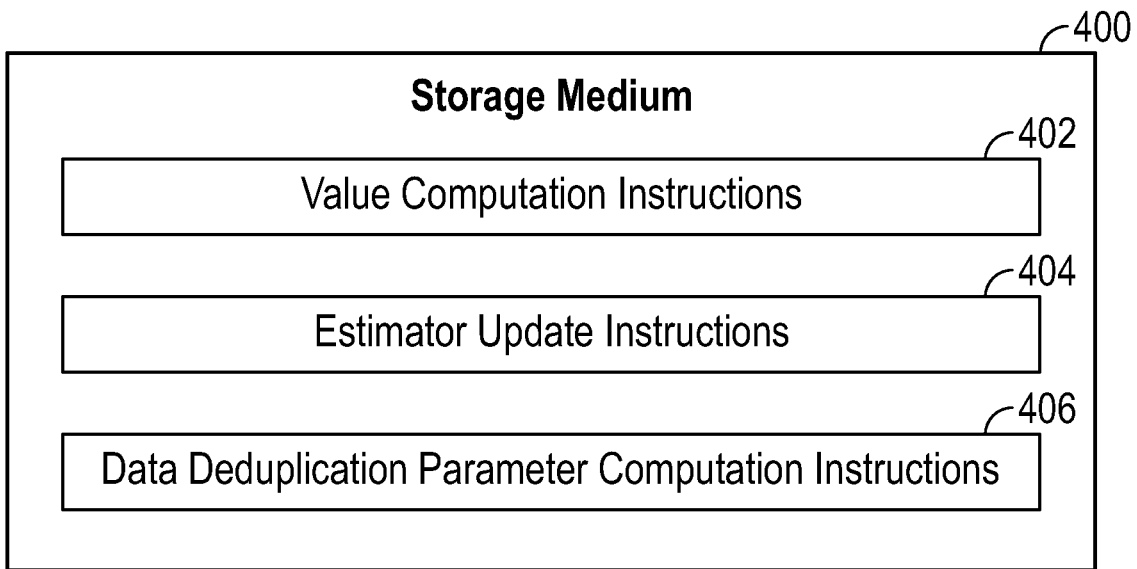 400
Storage Medium
402
Value Computation Instructions
404
Estimator Update Instructions
406
Data Deduplication Parameter Computation Instructions